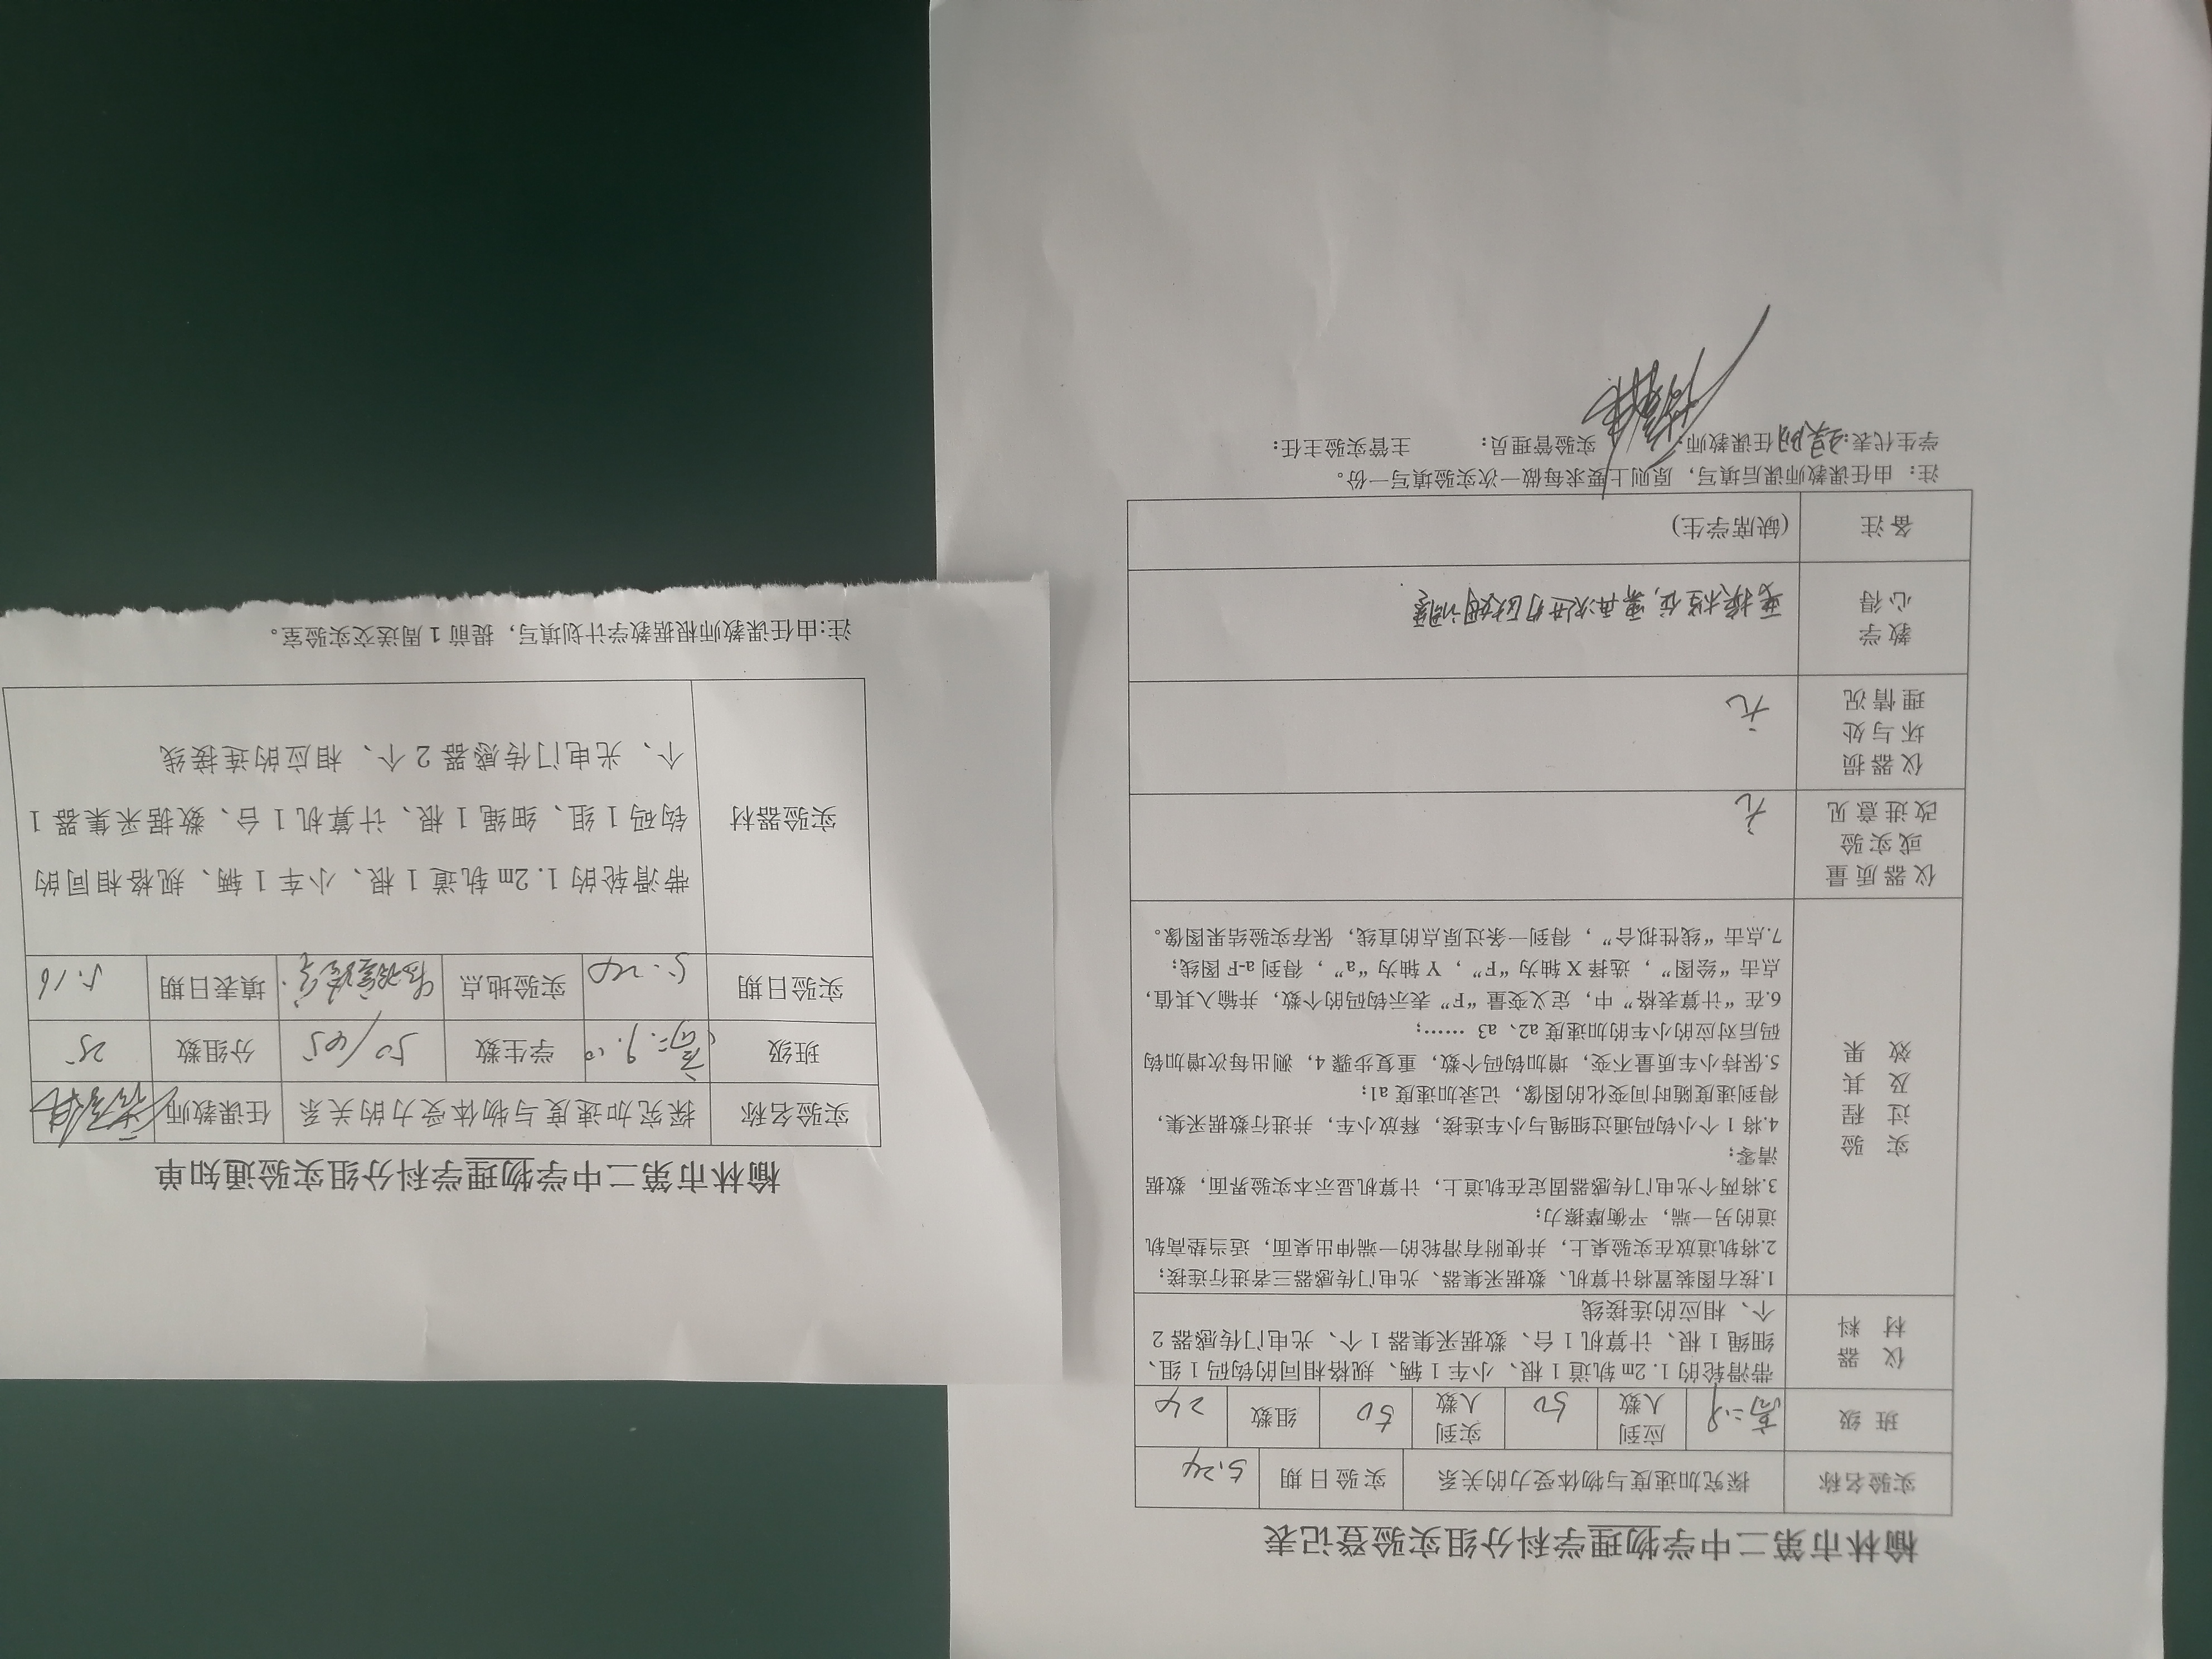 榆林市第二中学物理学科分组实验登记表
实验名称 探究加速度与物体受力的关系 实验日期 5.24
班级 高二.9 应到人数 50 实到人数 50 组数 24
仪器材料 带滑轮的 1.2m 轨道 1 根、小车 1 辆、规格相同的钩码 1 组、
细绳 1 根、计算机 1 台、数据采集器 1 个、光电门传感器 2
个、相应的连接线
实验过程及其效果
1.按右图装置将计算机、数据采集器、光电门传感器三者进行连接；
2.将轨道放在实验桌上，并使附有滑轮的一端伸出桌面，适当垫高轨
道的另一端，平衡摩擦力；
3.将两个光电门传感器固定在轨道上，计算机显示本实验界面，数据
清零；
4.将 1 个小钩码通过细绳与小车连接，释放小车，并进行数据采集，
得到速度随时间变化的图像，记录加速度 a1；
5.保持小车质量不变，增加钩码个数，重复步骤 4，测出每次增加钩
码后对应的小车的加速度 a2、a3 ……；
6.在“计算表格”中，定义变量“F”表示钩码的个数，并输入其值，
点击“绘图”，选择 X 轴为“F”，Y 轴为“a”，得到 a-F 图线；
7.点击“线性拟合”，得到一条过原点的直线，保存实验结果图像。
仪器质量或实验改进意见 无
仪器损坏与处理情况 无
教学心得
备注 (缺席学生)
注：由任课教师课后填写，原则上要求每做一次实验填写一份。
学生代表: 任课教师: 实验管理员: 主管实验主任:
榆林市第二中学物理学科分组实验通知单
实验名称 探究加速度与物体受力的关系 任课教师
班级 高二.9.10 学生数 50/45 分组数 25
实验日期 5.24 实验地点 填表日期 5.16
实验器材 带滑轮的 1.2m 轨道 1 根、小车 1 辆、规格相同的
钩码 1 组、细绳 1 根、计算机 1 台、数据采集器 1
个、光电门传感器 2 个、相应的连接线
注:由任课教师根据教学计划填写，提前 1 周送交实验室。